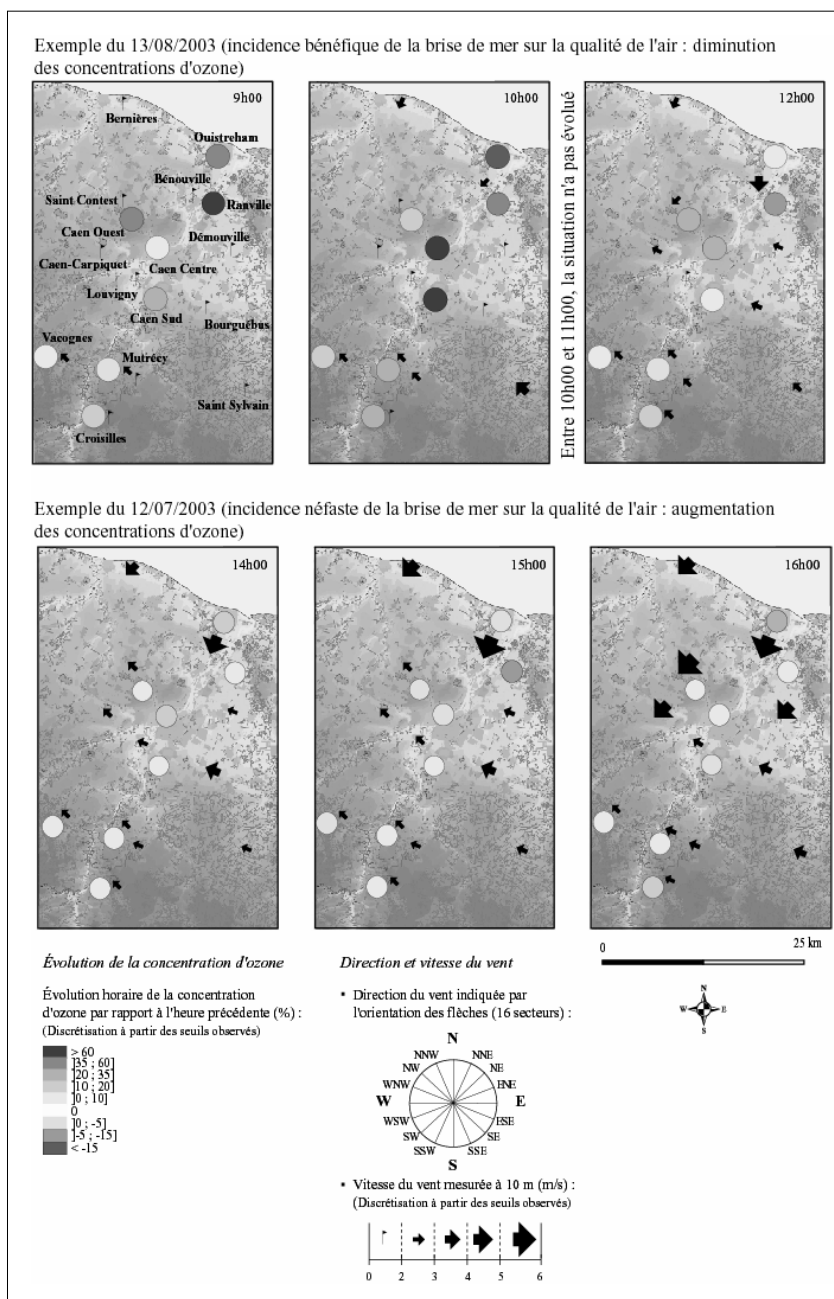 Exemple du 13/08/2003 (incidence bénéfique de la brise de mer sur la qualité de l'air : diminution
des concentrations d'ozone)
9h00
Bernières
Ouistreham
Bénouville
Saint Contest
Ranville
Caen Ouest
Démouville
Caen-Carpiquet
Caen Centre
Louvigny
Caen Sud
Bourguébus
Vacognes
Mutrécy
Saint Sylvain
Croisilles
10h00
Entre 10h00 et 11h00, la situation n'a pas évolué
12h00
Exemple du 12/07/2003 (incidence néfaste de la brise de mer sur la qualité de l'air : augmentation
des concentrations d'ozone)
14h00
15h00
16h00
Évolution de la concentration d'ozone
Évolution horaire de la concentration
d'ozone par rapport à l'heure précédente (%) :
(Discrétisation à partir des seuils observés)
> 60
]35 ; 60]
]20 ; 35]
]10 ; 20]
]0 ; 10]
0
]0 ; -5]
]-5 ; -15]
< -15
Direction et vitesse du vent
• Direction du vent indiquée par
l'orientation des flèches (16 secteurs) :
N
NNW NNE
NW NE
WNW ENE
W E
WSW ESE
SW SE
SSW SSE
S
• Vitesse du vent mesurée à 10 m (m/s) :
(Discrétisation à partir des seuils observés)
0 2 3 4 5 6
0 25 km
N
W E
S